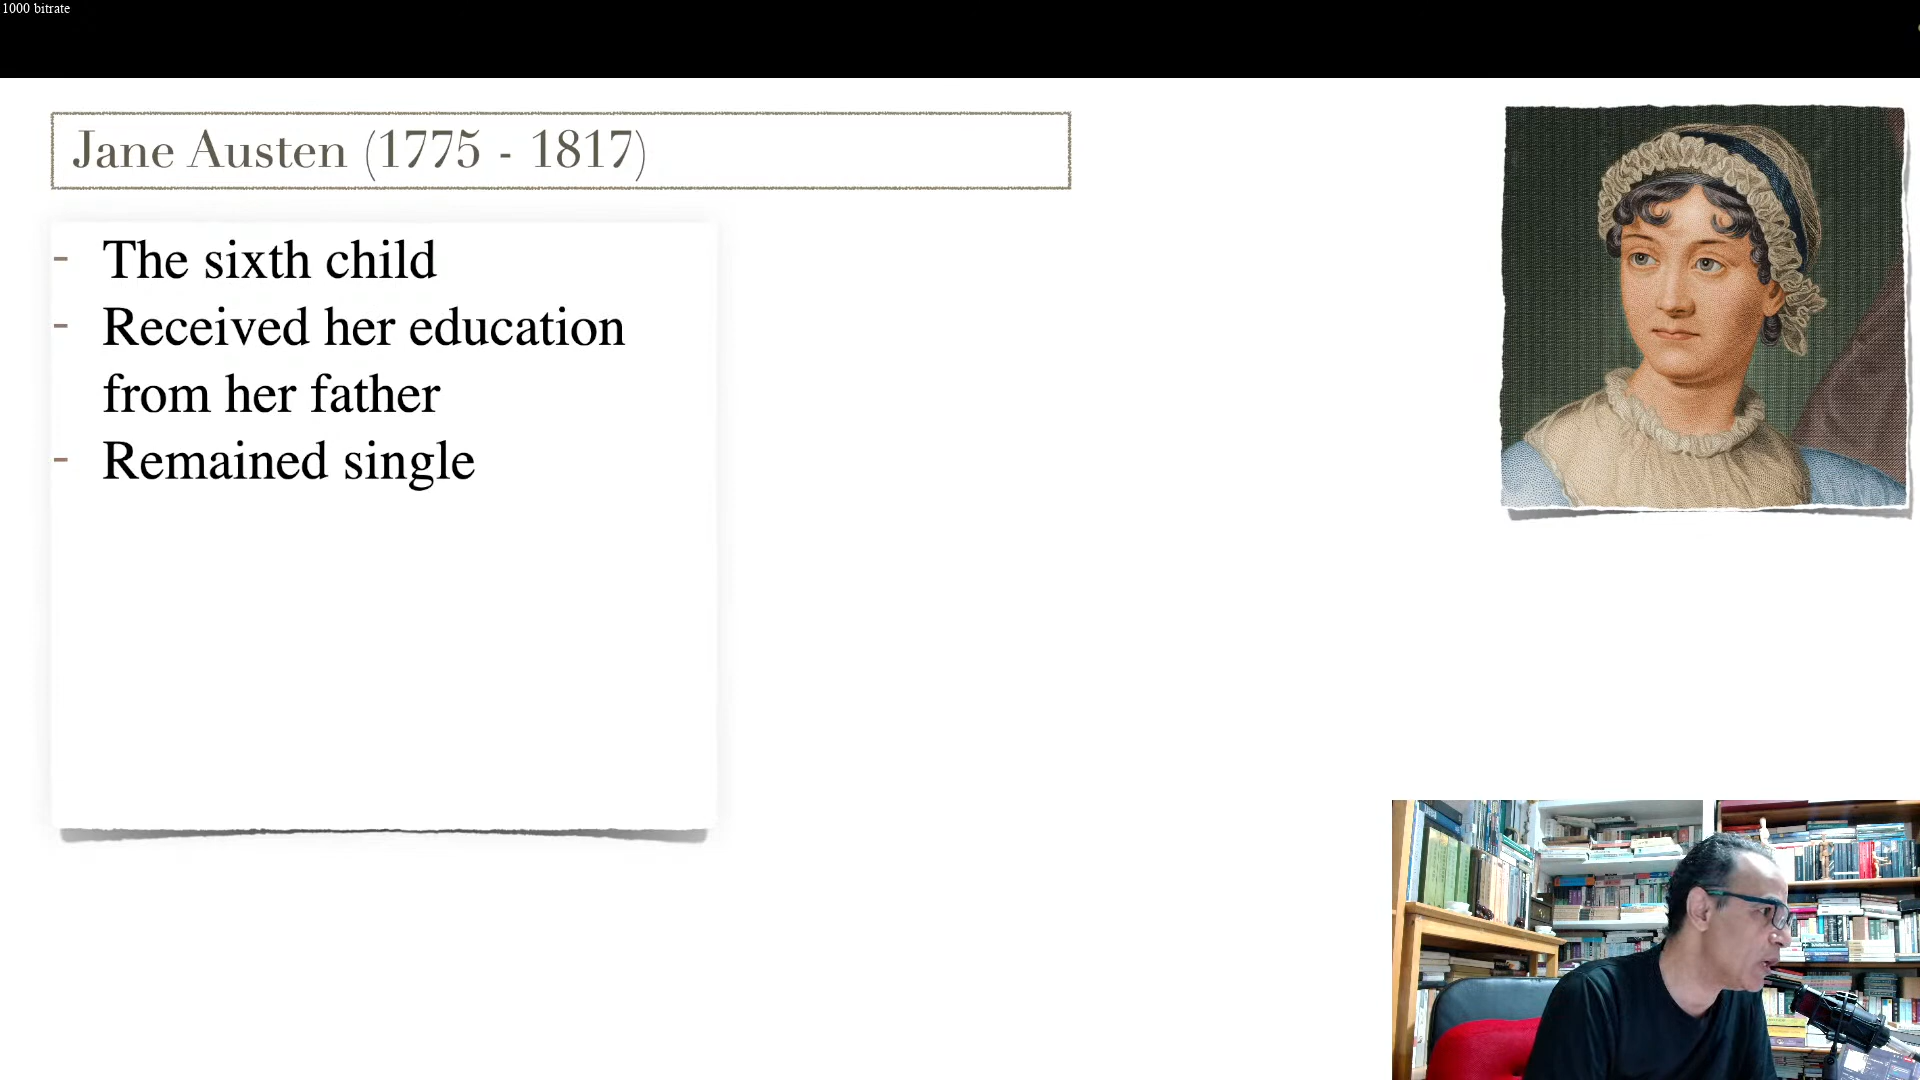 1000 bitrate
Jane Austen (1775 - 1817)
- The sixth child
- Received her education
from her father
- Remained single